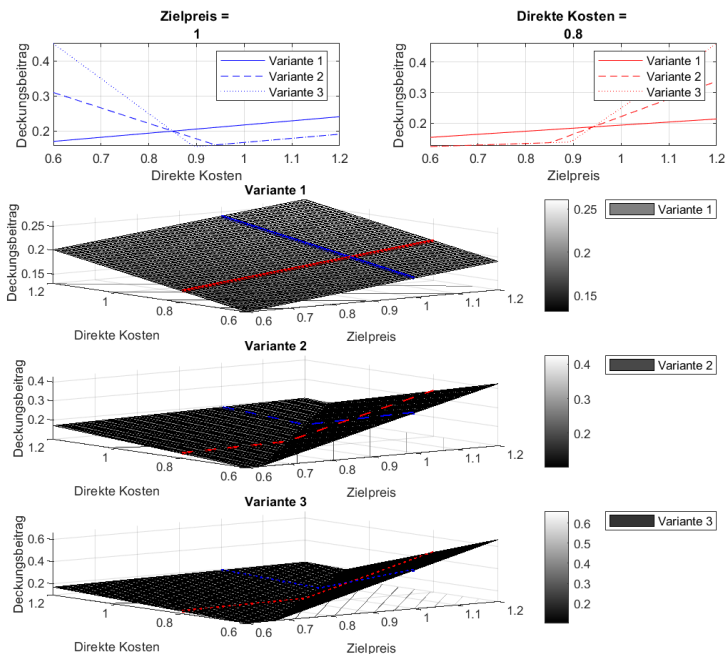 Zielpreis =
1
Deckungsbeitrag
0.4
0.3
0.2
Variante 1
Variante 2
Variante 3
0.6 0.7 0.8 0.9 1 1.1 1.2
Direkte Kosten
Direkte Kosten =
0.8
Deckungsbeitrag
0.4
0.3
0.2
Variante 1
Variante 2
Variante 3
0.6 0.7 0.8 0.9 1 1.1 1.2
Zielpreis
Variante 1
Deckungsbeitrag
0.25
0.2
0.15
1.2 1 0.8 0.6
Direkte Kosten
0.6 0.7 0.8 0.9 1 1.1 1.2
Zielpreis
0.25
0.2
0.15
Variante 1
Variante 2
Deckungsbeitrag
0.4
0.3
0.2
1.2 1 0.8 0.6
Direkte Kosten
0.6 0.7 0.8 0.9 1 1.1 1.2
Zielpreis
0.4
0.3
0.2
Variante 2
Variante 3
Deckungsbeitrag
0.6
0.4
0.2
1.2 1 0.8 0.6
Direkte Kosten
0.6 0.7 0.8 0.9 1 1.1 1.2
Zielpreis
0.6
0.5
0.4
0.3
0.2
Variante 3